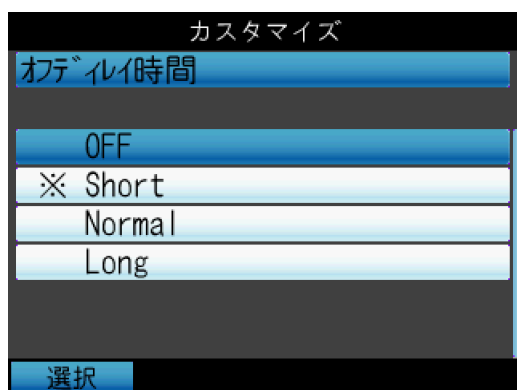 カスタマイズ
ｵﾌﾃﾞｨﾚｲ時間
OFF
※ Short
Normal
Long
選択